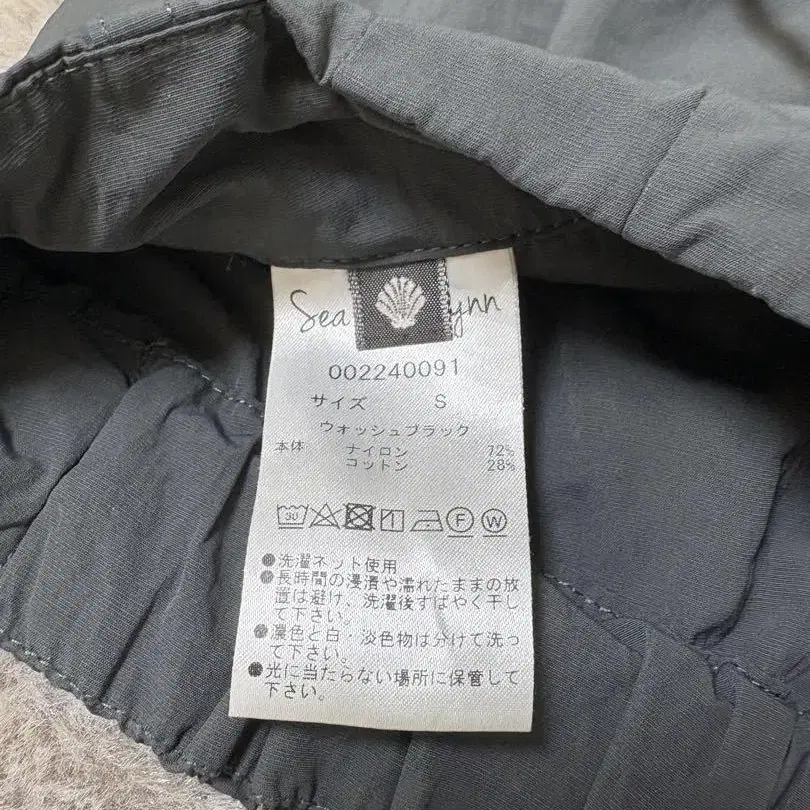 Sea ynn
002240091
サイズ S
ウォッシュブラック
本体 ナイロン 72%
コットン 28%
30 F W
●洗濯ネット使用
●長時間の浸漬や濡れたままの放
置は避け、洗濯後すばやく干し
て下さい。
●濃色と白・淡色物は分けて洗っ
て下さい。
●光に当たらない場所に保管して
下さい。